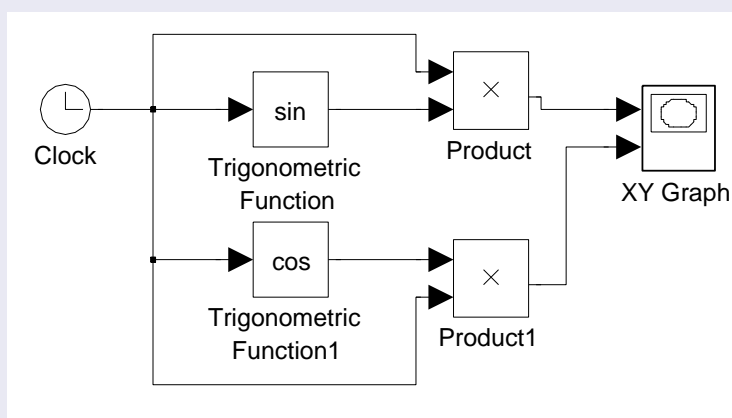 sin
Clock
Product
Trigonometric
Function
XY Graph
cos
Trigonometric
Function1
Product1